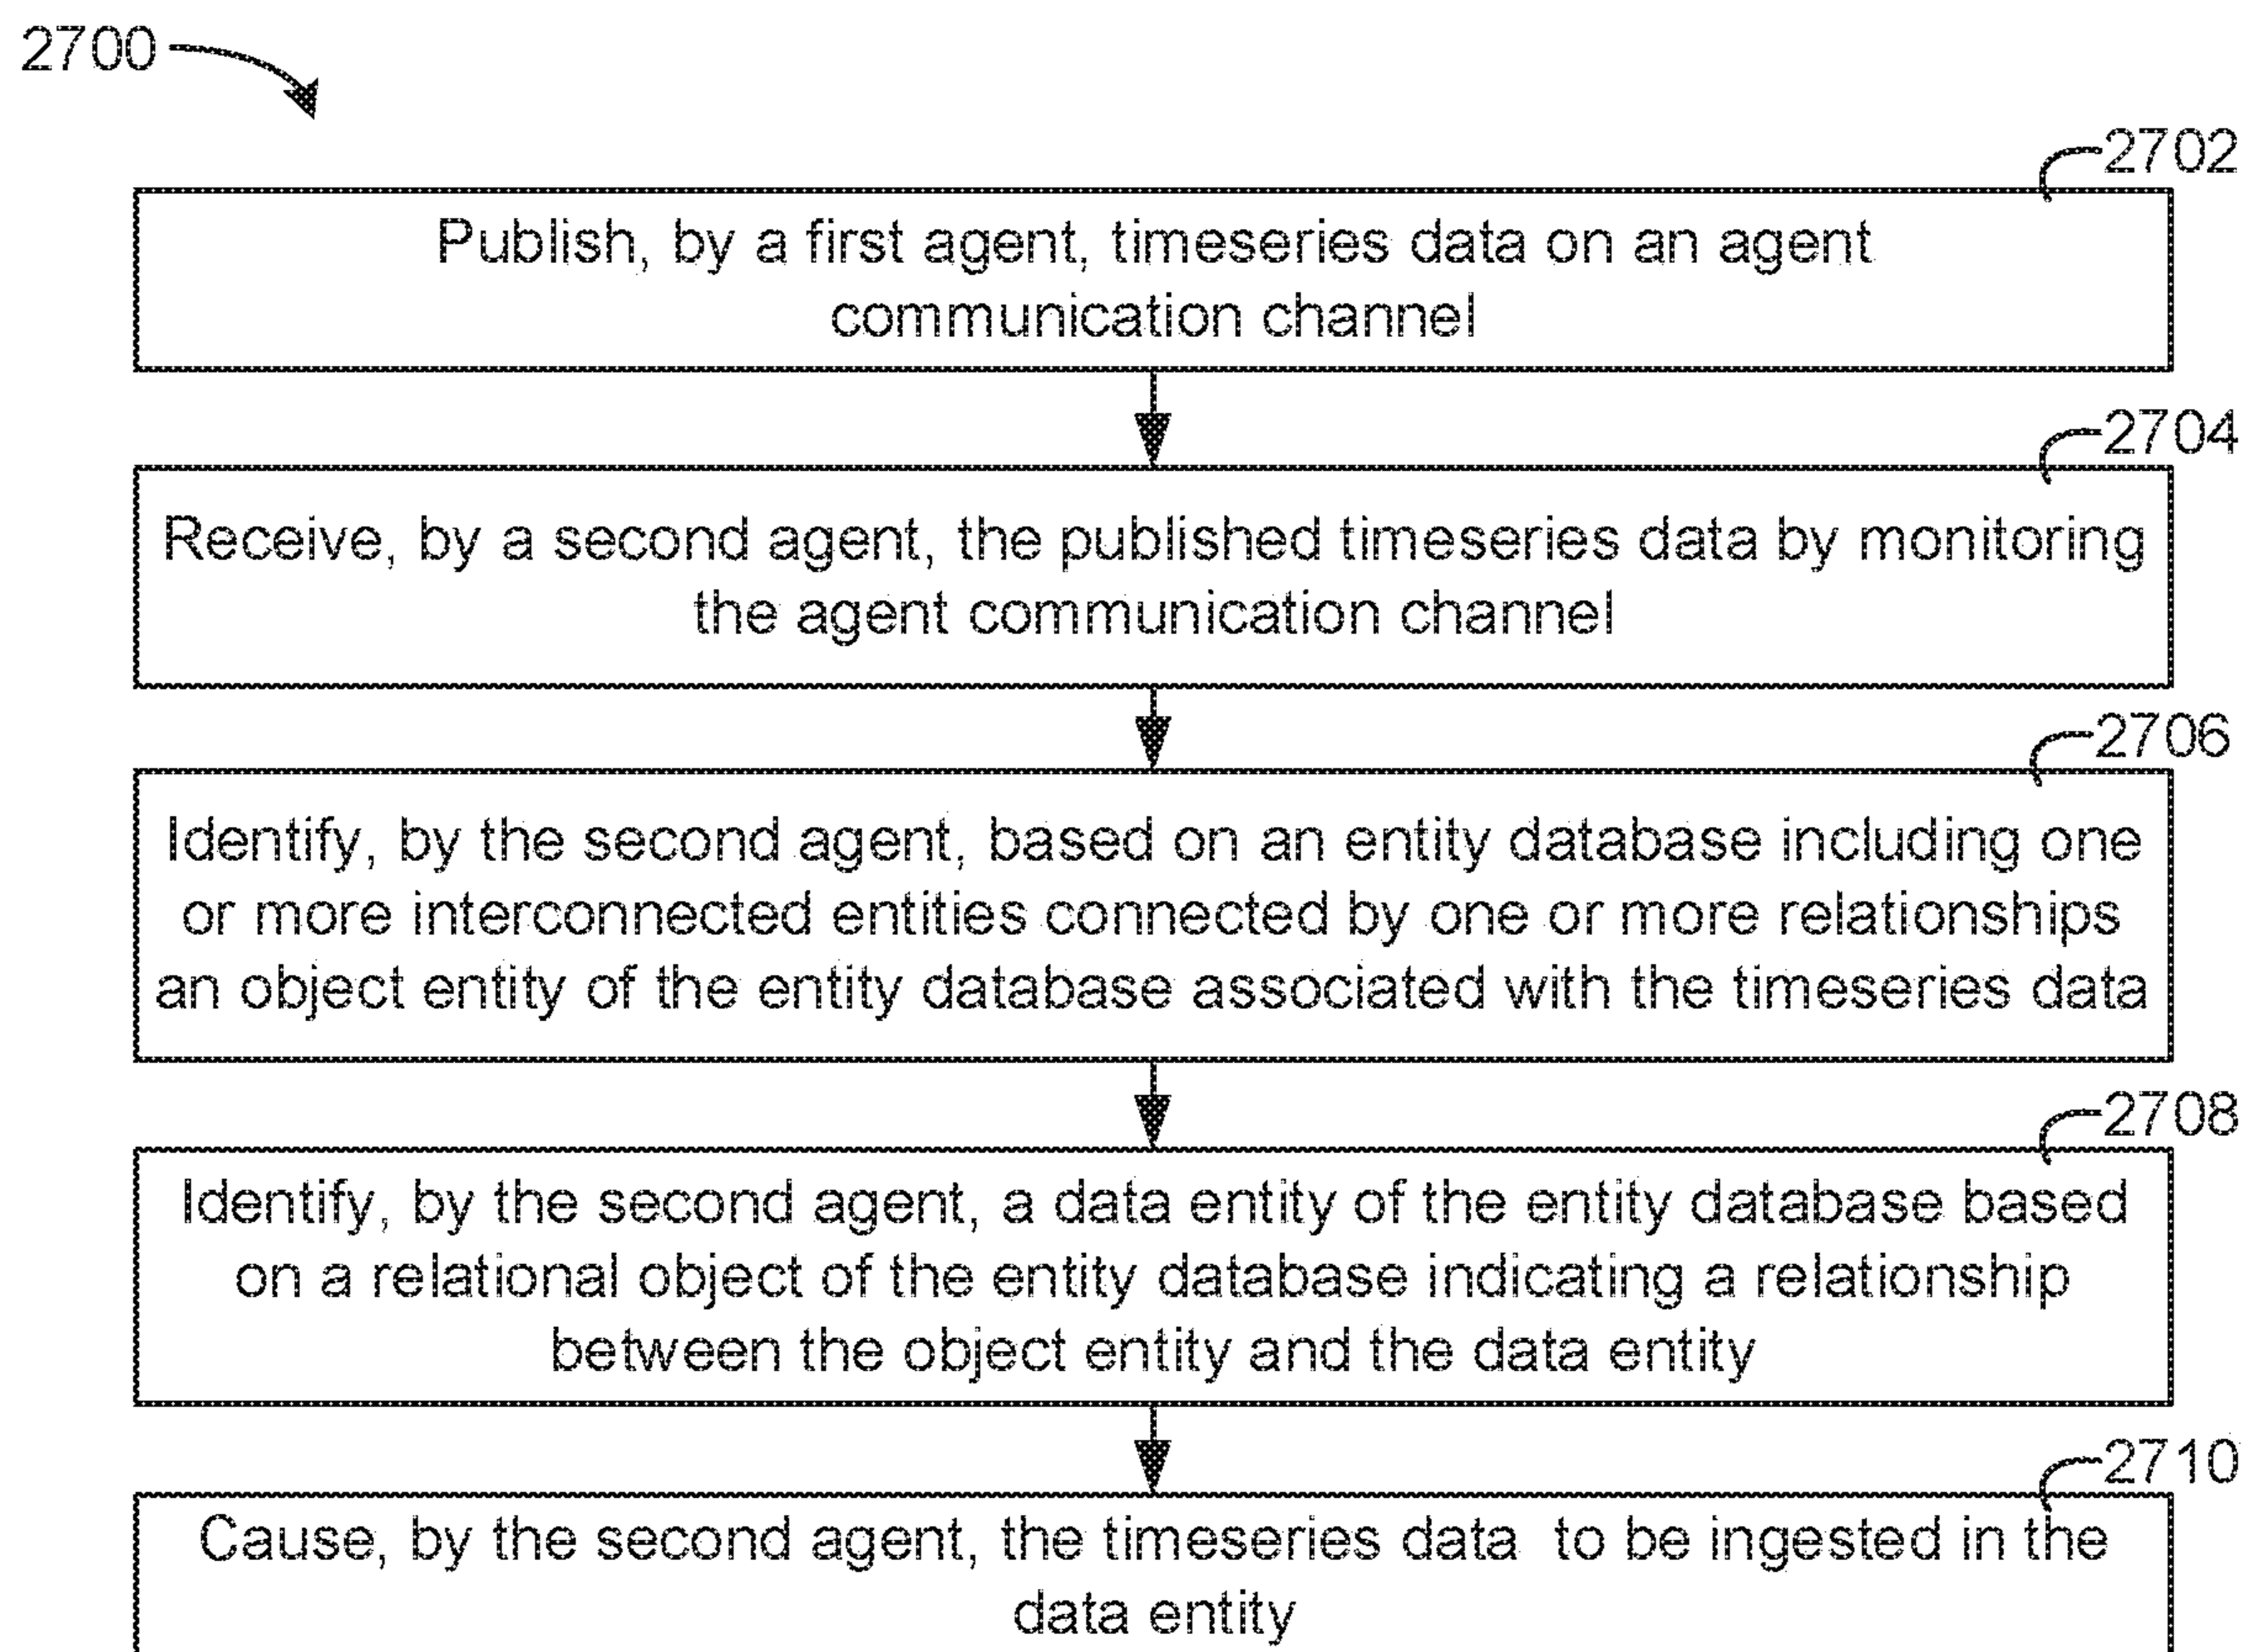 2700
2702
Publish, by a first agent, timeseries data on an agent
communication channel
2704
Receive, by a second agent, the published timeseries data by monitoring
the agent communication channel
2706
Identify, by the second agent, based on an entity database including one
or more interconnected entities connected by one or more relationships
an object entity of the entity database associated with the timeseries data
2708
Identify, by the second agent, a data entity of the entity database based
on a relational object of the entity database indicating a relationship
between the object entity and the data entity
2710
Cause, by the second agent, the timeseries data to be ingested in the
data entity